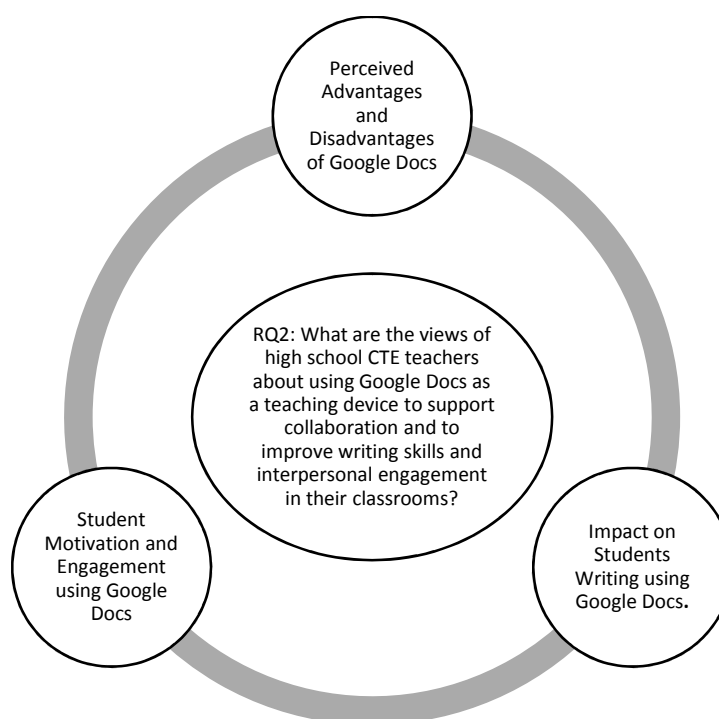 Perceived
Advantages
and
Disadvantages
of Google Docs
RQ2: What are the views of
high school CTE teachers
about using Google Docs as
a teaching device to support
collaboration and to
improve writing skills and
interpersonal engagement
in their classrooms?
Student
Motivation and
Engagement
using Google
Docs
Impact on
Students
Writing using
Google Docs.